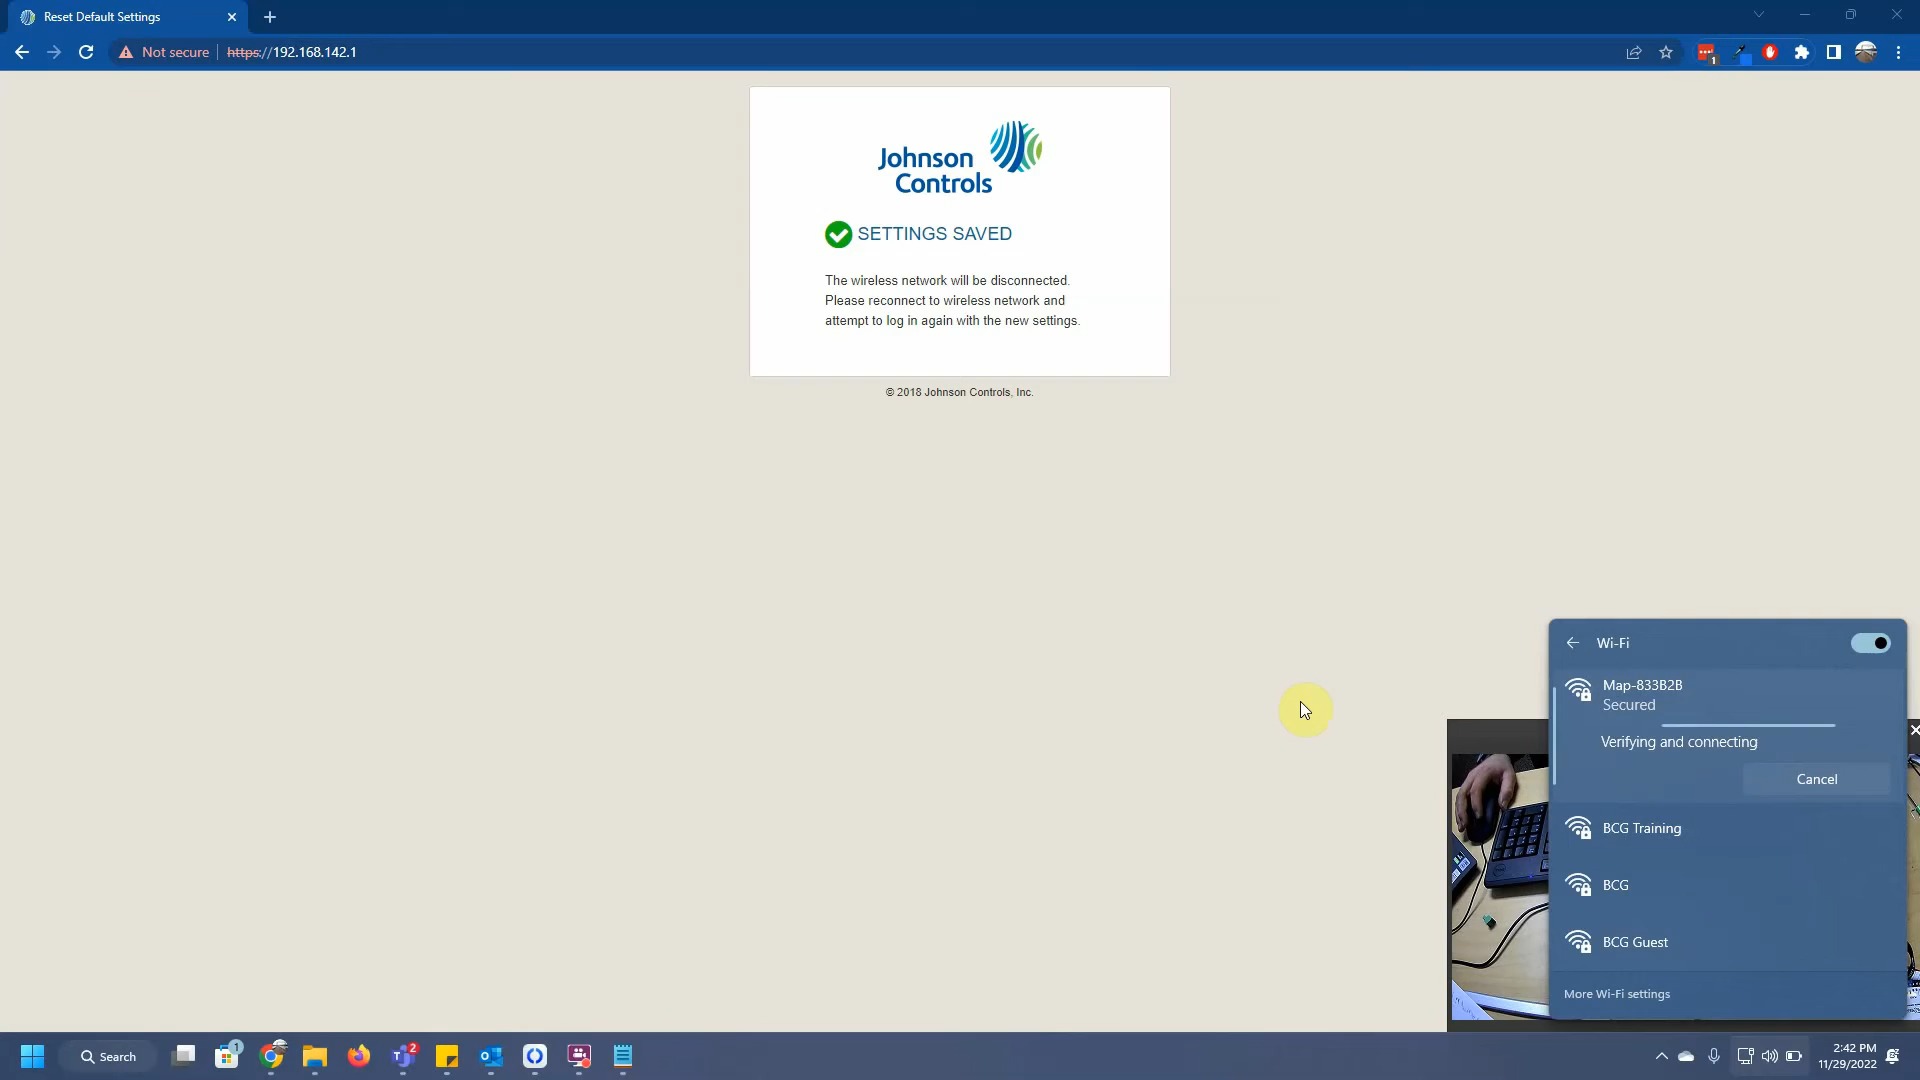 Reset Default Settings
Not secure
https://192.168.142.1
1
Johnson
Controls
SETTINGS SAVED
The wireless network will be disconnected.
Please reconnect to wireless network and
attempt to log in again with the new settings.
© 2018 Johnson Controls, Inc.
Wi-Fi
Map-833B2B
Secured
Verifying and connecting
Cancel
BCG Training
BCG
BCG Guest
More Wi-Fi settings
Search
1
2
2:42 PM
11/29/2022